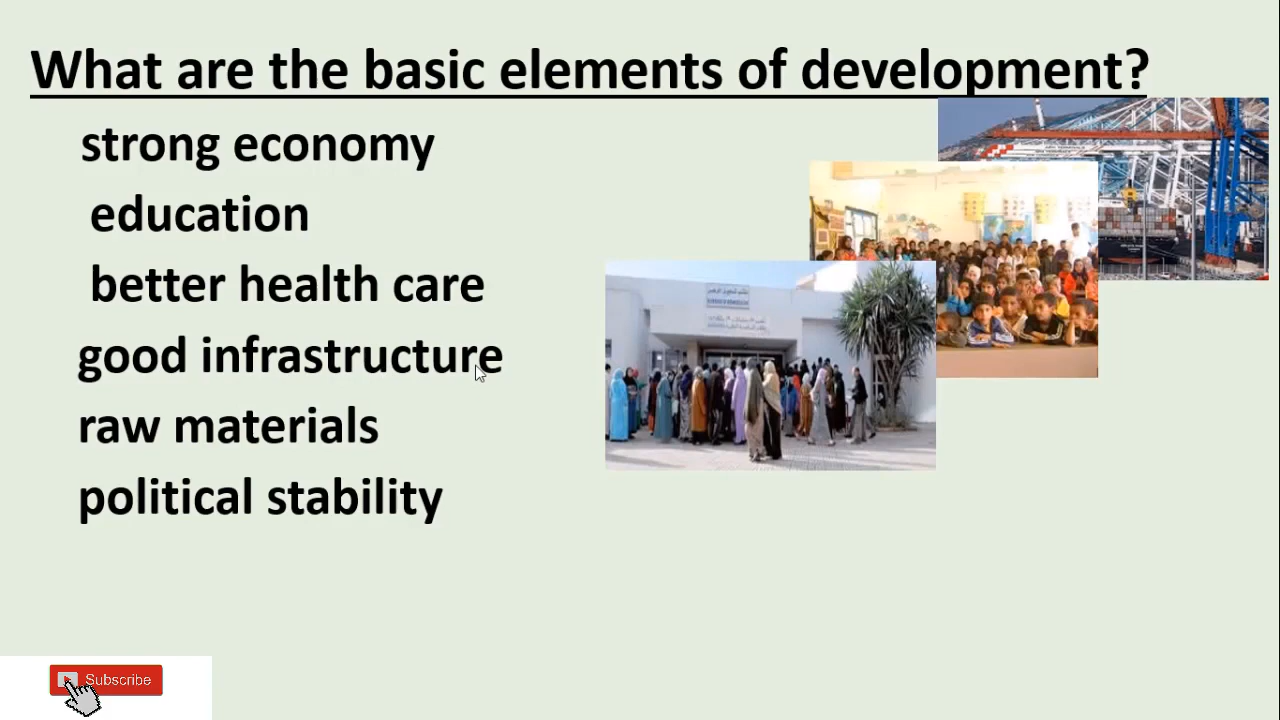 What are the basic elements of development?
strong economy
education
better health care
good infrastructure
raw materials
political stability
Subscribe